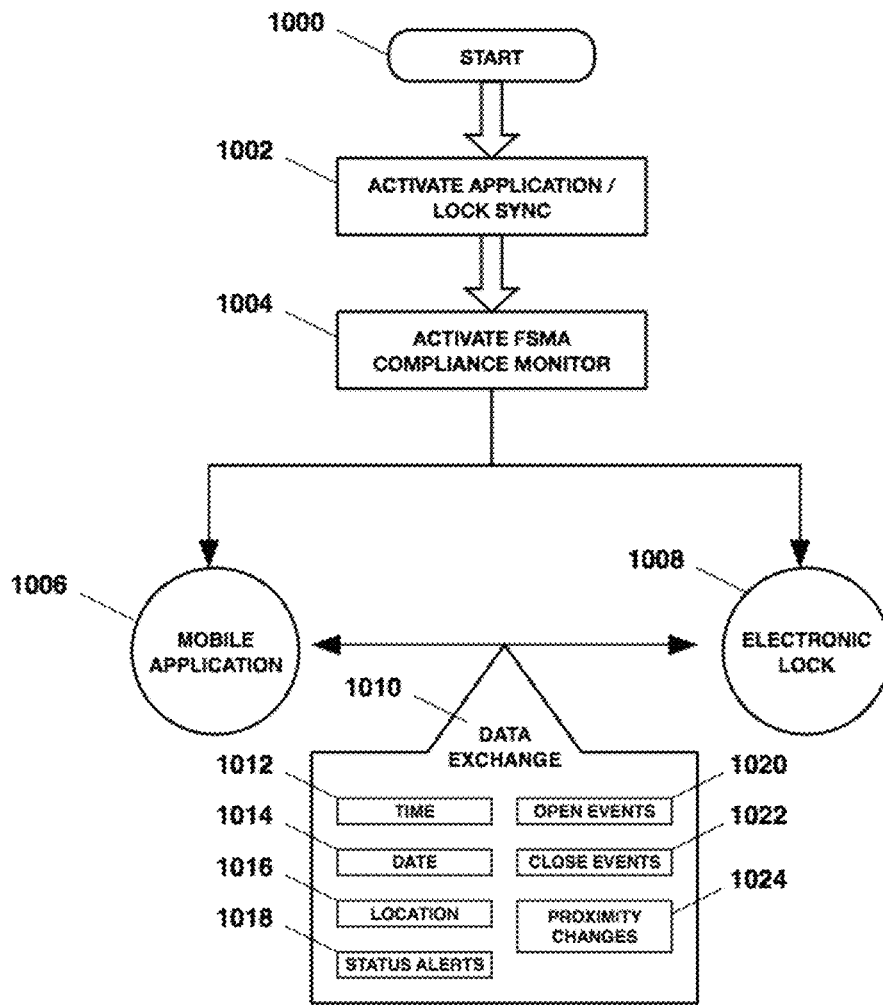 1000
START
1002
ACTIVATE APPLICATION /
LOCK SYNC
1004
ACTIVATE FSMA
COMPLIANCE MONITOR
1006
MOBILE
APPLICATION
1008
ELECTRONIC
LOCK
1010
DATA
EXCHANGE
1012
TIME
1014
DATE
1016
LOCATION
1018
STATUS ALERTS
1020
OPEN EVENTS
1022
CLOSE EVENTS
1024
PROXIMITY
CHANGES